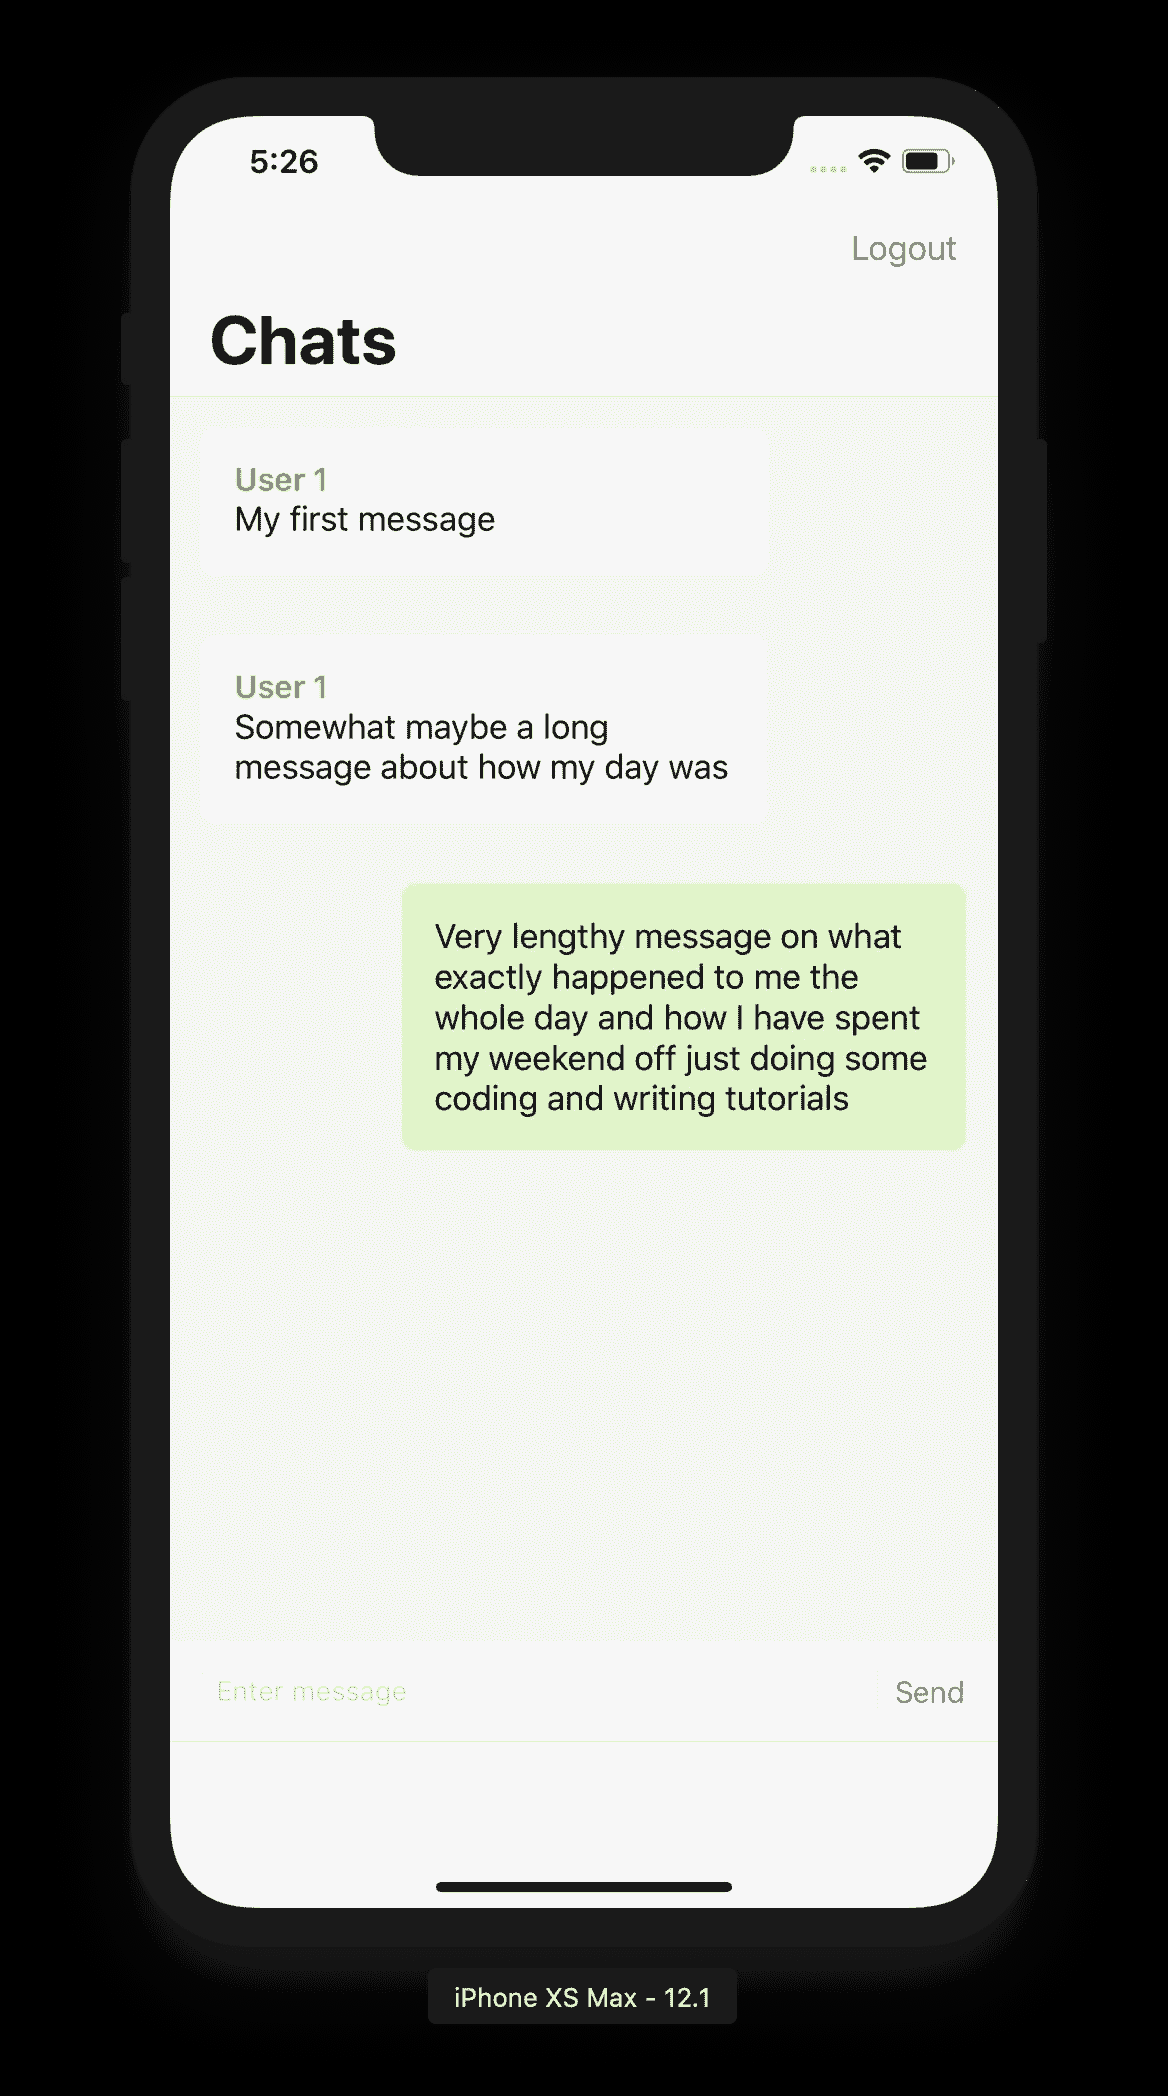 5:26
Logout
Chats
User 1
My first message
User 1
Somewhat maybe a long
message about how my day was
Very lengthy message on what
exactly happened to me the
whole day and how I have spent
my weekend off just doing some
coding and writing tutorials
Enter message
Send
iPhone XS Max - 12.1